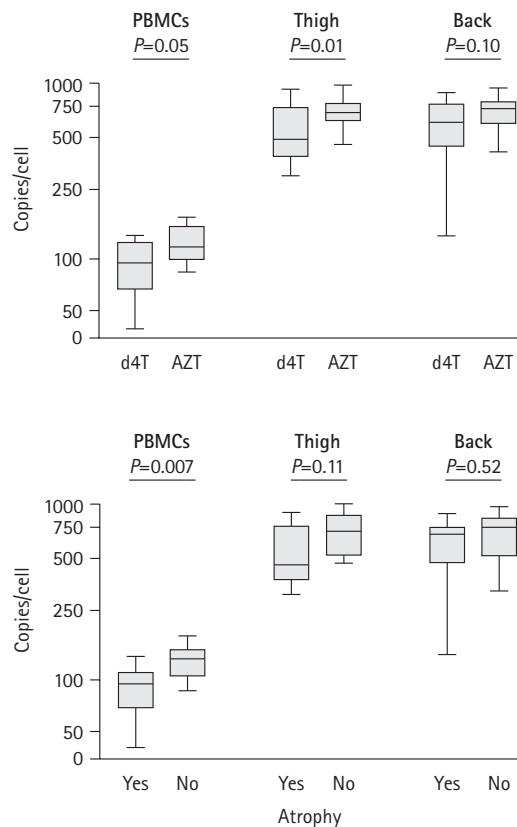 PBMCs Thigh Back
P=0.05 P=0.01 P=0.10
1000
750
500
250
100
50
0
Copies/cell
d4T AZT d4T AZT d4T AZT
PBMCs Thigh Back
P=0.007 P=0.11 P=0.52
1000
750
500
250
100
50
0
Copies/cell
Yes No Yes No Yes No
Atrophy